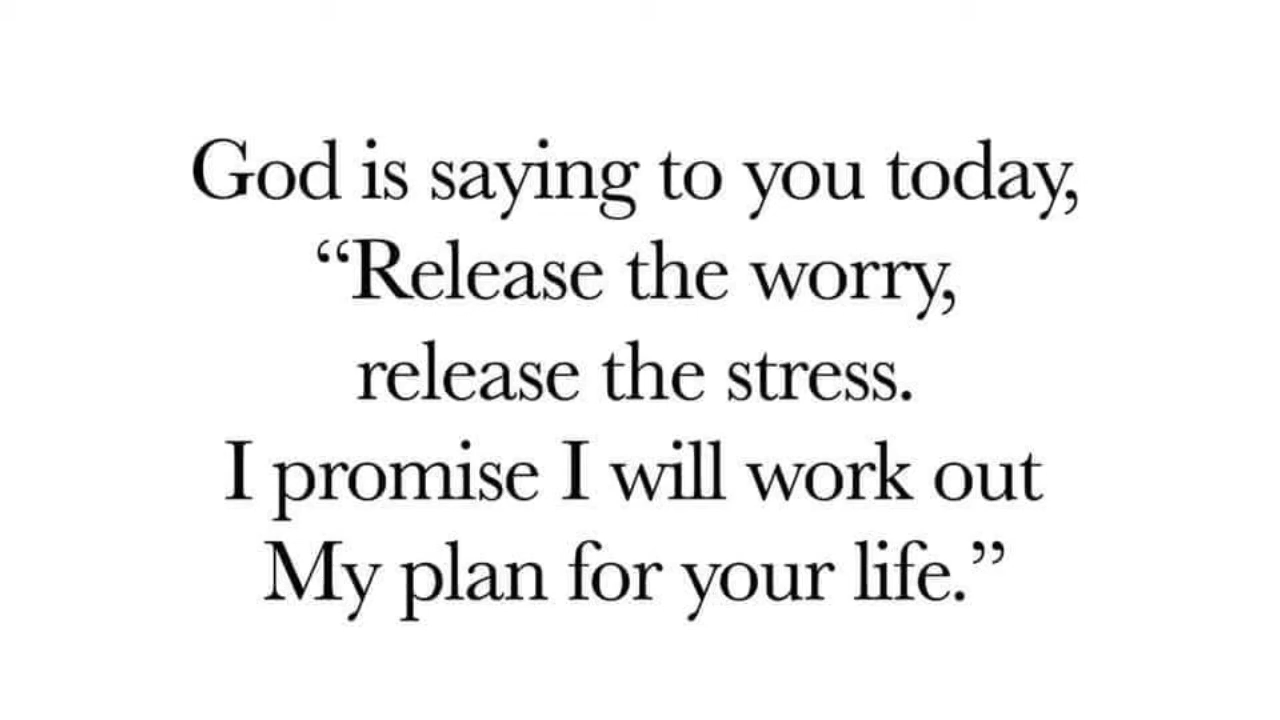 God is saying to you today,
“Release the worry,
release the stress.
I promise I will work out
My plan for your life.”